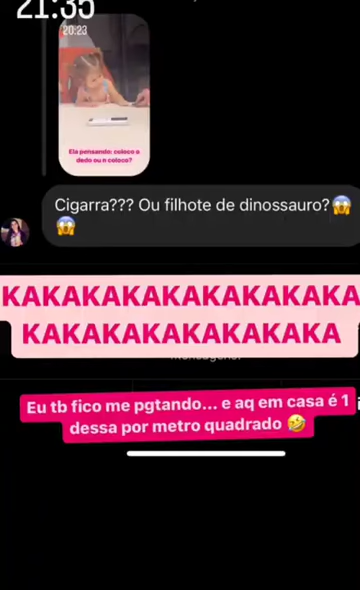 21:35
20:23
Ela pensando: coloco o
dedo ou n coloco?
Cigarra??? Ou filhote de dinossauro?😱
😱
KAKAKAKAKAKAKAKAKA
KAKAKAKAKAKAKAKA
Eu tb fico me pgtando... e aq em casa é 1
dessa por metro quadrado 🤣